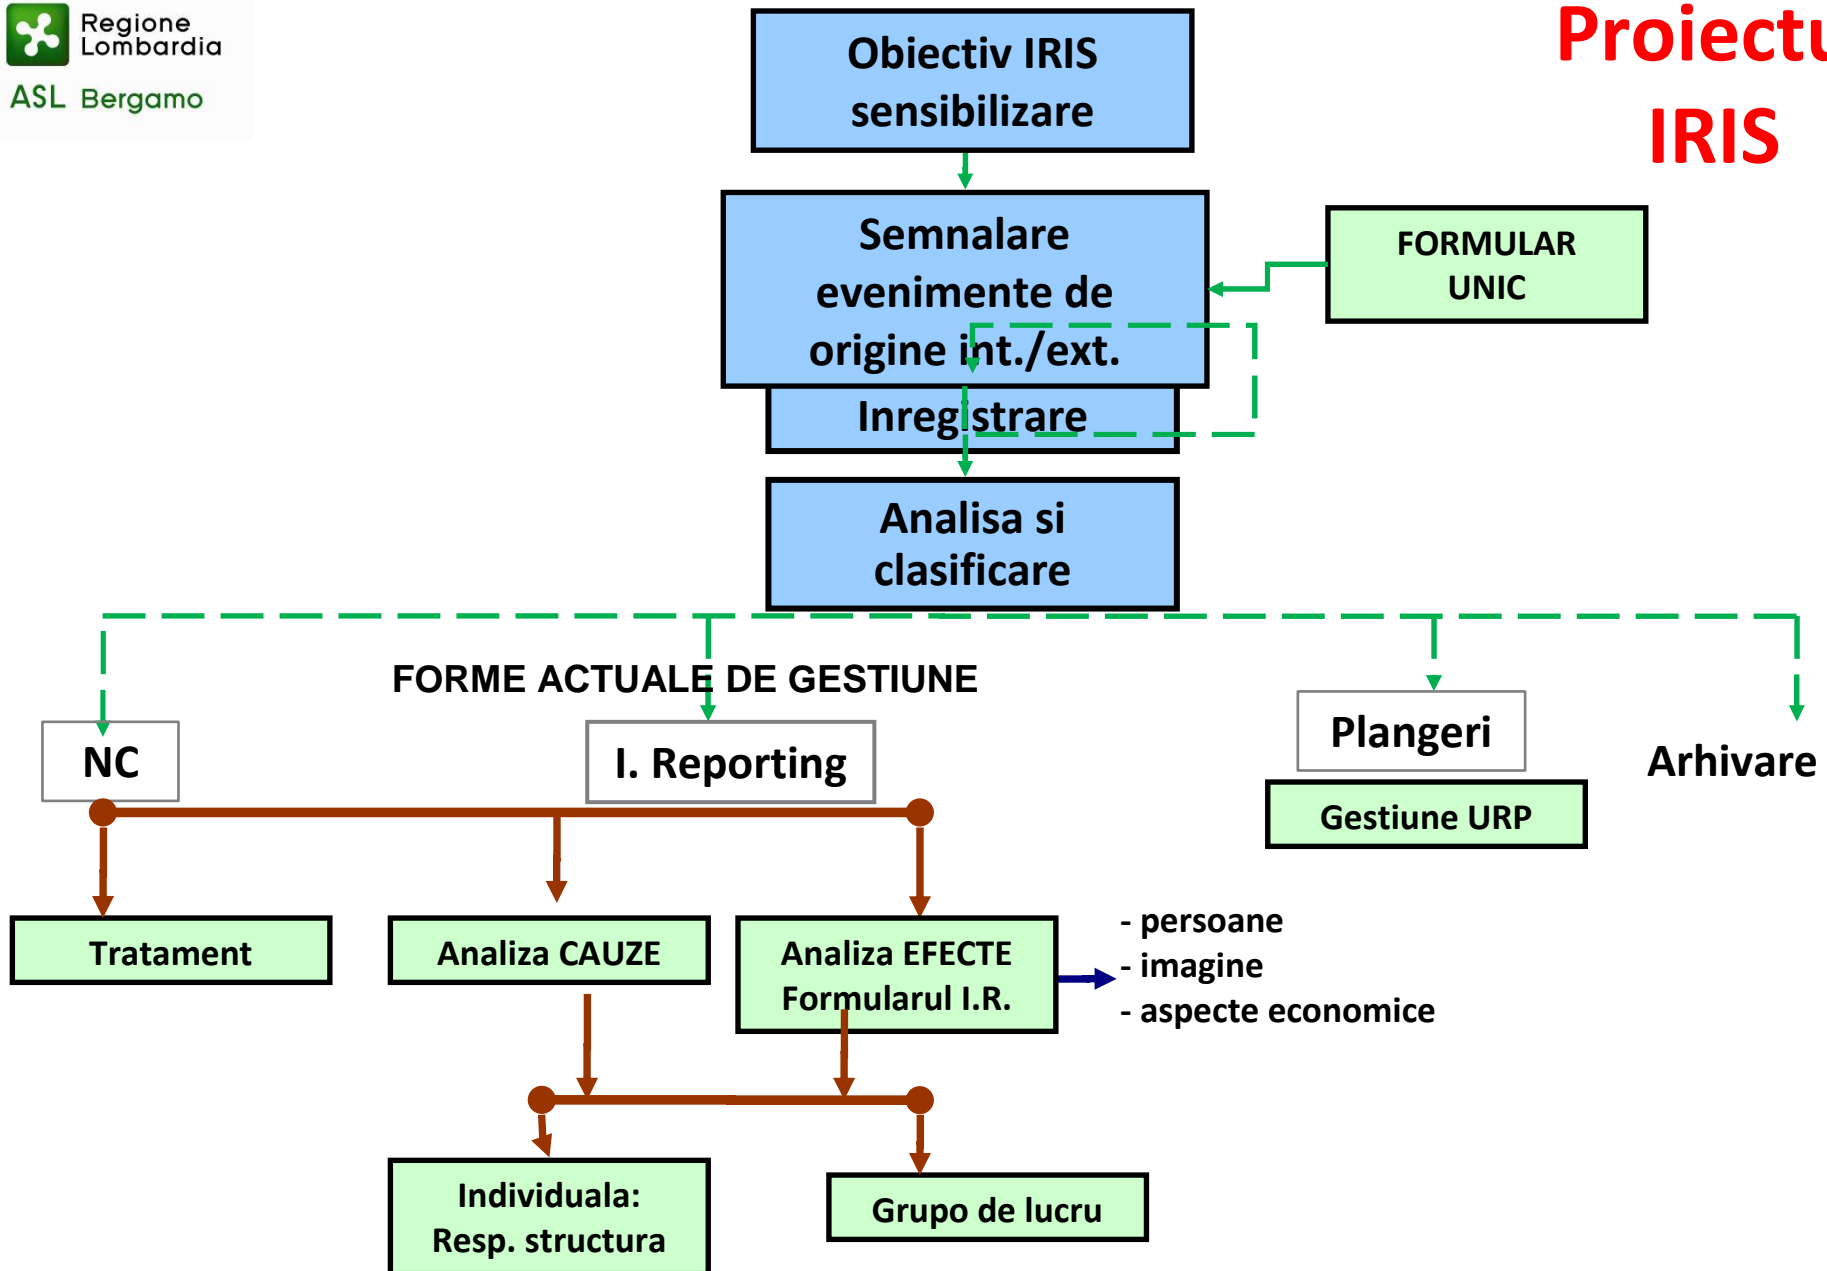 Regione
Lombardia
ASL Bergamo
Proiectu
IRIS
Obiectiv IRIS
sensibilizare
Semnalare
evenimente de
origine int./ext.
FORMULAR
UNIC
Inregistrare
Analisa si
clasificare
FORME ACTUALE DE GESTIUNE
NC
I. Reporting
Plangeri
Arhivare
Gestiune URP
Tratament
Analiza CAUZE
Analiza EFECTE
Formularul I.R.
- persoane
- imagine
- aspecte economice
Individuala:
Resp. structura
Grupo de lucru